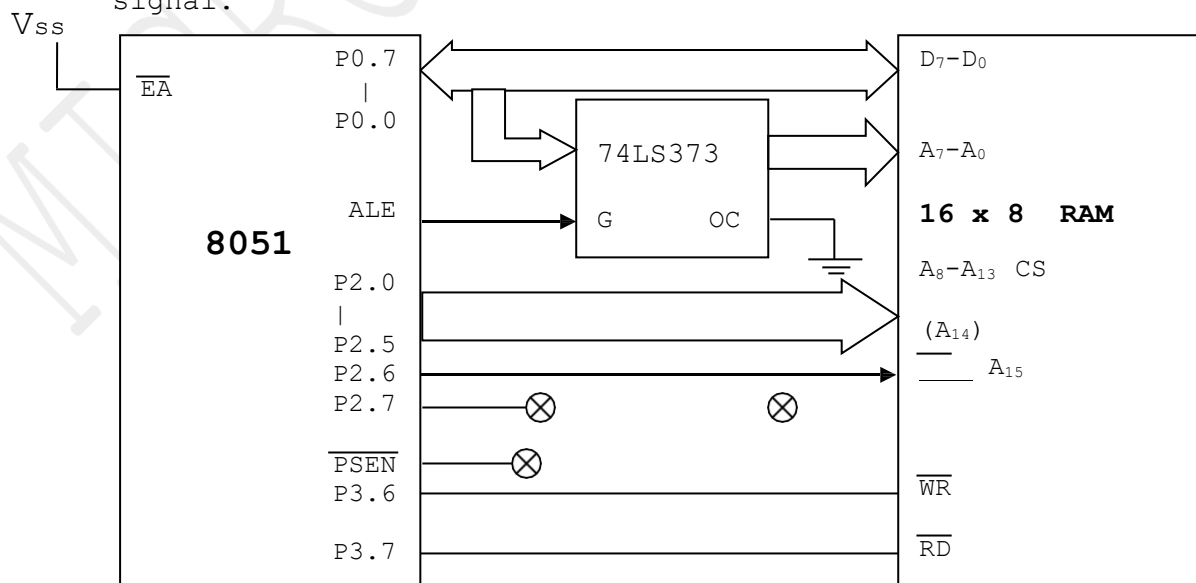 signal.
Vss
EA
8051
P0.7
|
P0.0
ALE
P2.0
|
P2.5
P2.6
P2.7
PSEN
P3.6
P3.7
74LS373
G OC
D₇-D₀
A₇-A₀
16 x 8 RAM
A₈-A₁₃ CS
(A₁₄)
A₁₅
WR
RD